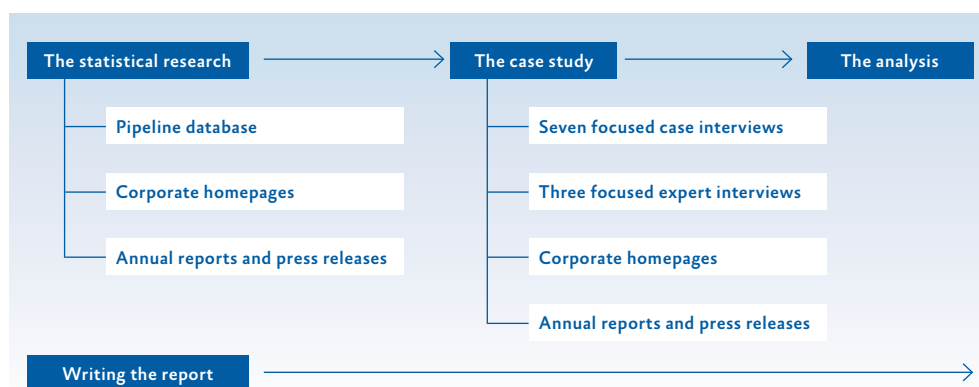 The statistical research
The case study
The analysis
Pipeline database
Seven focused case interviews
Corporate homepages
Three focused expert interviews
Annual reports and press releases
Corporate homepages
Annual reports and press releases
Writing the report